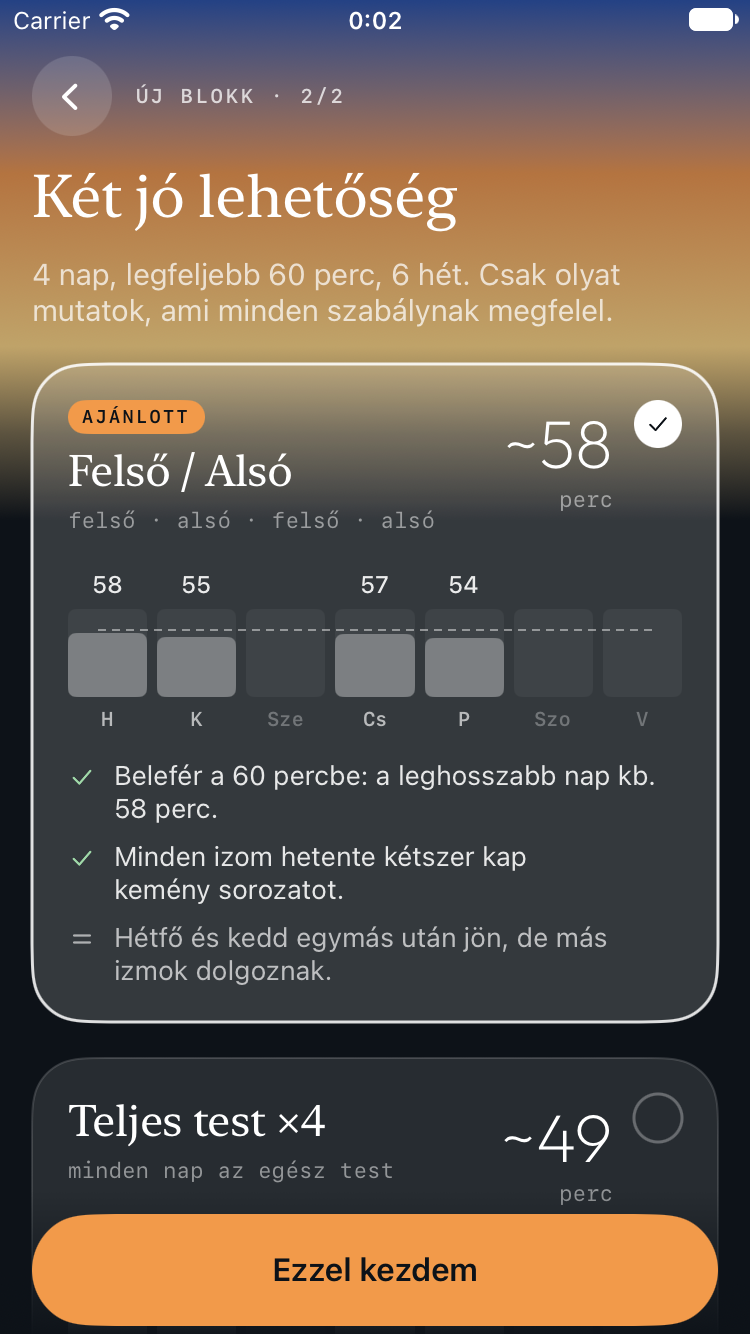 Carrier 0:02
ÚJ BLOKK · 2/2
Két jó lehetőség
4 nap, legfeljebb 60 perc, 6 hét. Csak olyat
mutatok, ami minden szabálynak megfelel.
AJÁNLOTT
Felső / Alsó
felső · alsó · felső · alsó
~58
perc
58 55 57 54
H K Sze Cs P Szo V
Belefér a 60 percbe: a leghosszabb nap kb.
58 perc.
Minden izom hetente kétszer kap
kemény sorozatot.
Hétfő és kedd egymás után jön, de más
izmok dolgoznak.
Teljes test ×4
minden nap az egész test
~49
perc
Ezzel kezdem